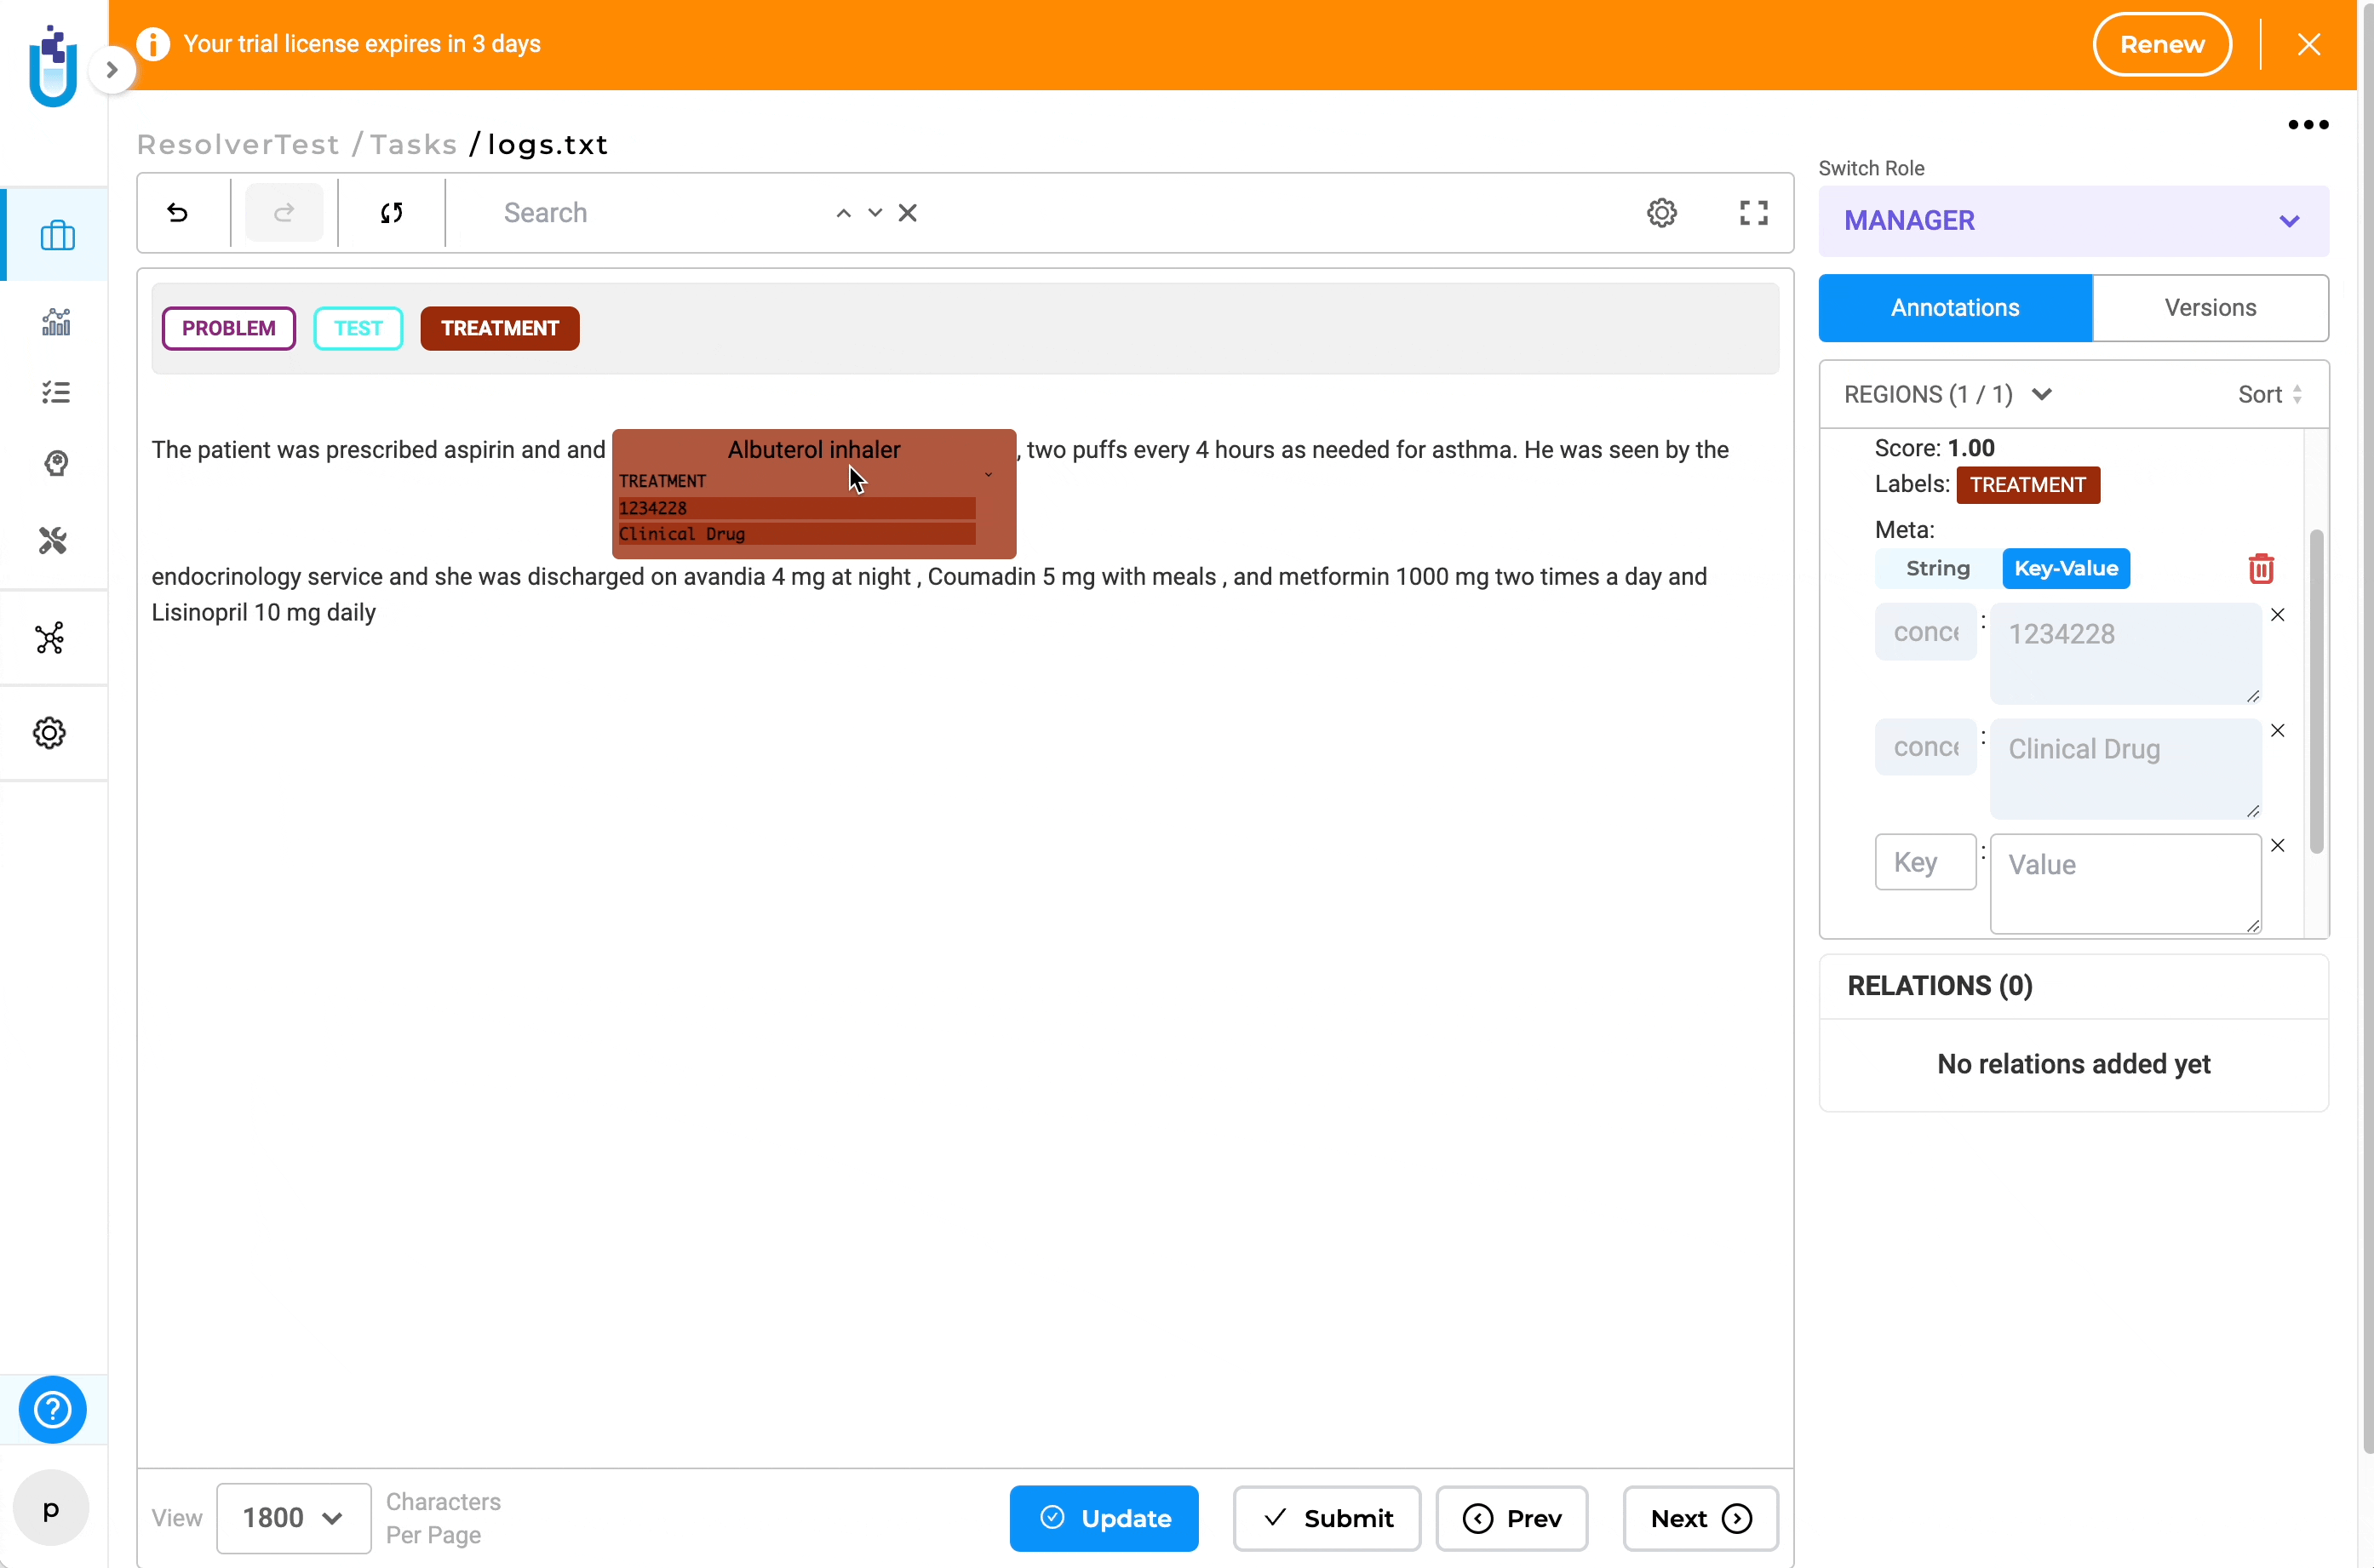 Your trial license expires in 3 days
Renew
ResolverTest / Tasks / logs.txt
Search
PROBLEM
TEST
TREATMENT
The patient was prescribed aspirin and and Albuterol inhaler , two puffs every 4 hours as needed for asthma. He was seen by the
TREATMENT
1234228
Clinical Drug
endocrinology service and she was discharged on avandia 4 mg at night , Coumadin 5 mg with meals , and metformin 1000 mg two times a day and
Lisinopril 10 mg daily
View
1800
Characters
Per Page
Update
Submit
Prev
Next
Switch Role
MANAGER
Annotations
Versions
REGIONS (1 / 1)
Sort
Score: 1.00
Labels: TREATMENT
Meta:
String
Key-Value
conce : 1234228
conce : Clinical Drug
Key : Value
RELATIONS (0)
No relations added yet
p